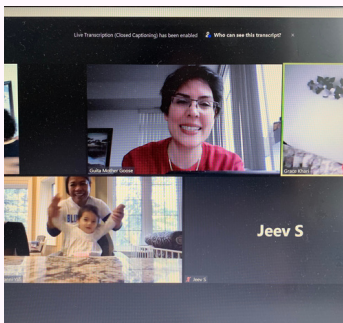 Live Transcription (Closed Captioning) has been enabled
Who can see this transcript?
Guita Mother Goose
Grace Khan
Jeev S
Jeev S